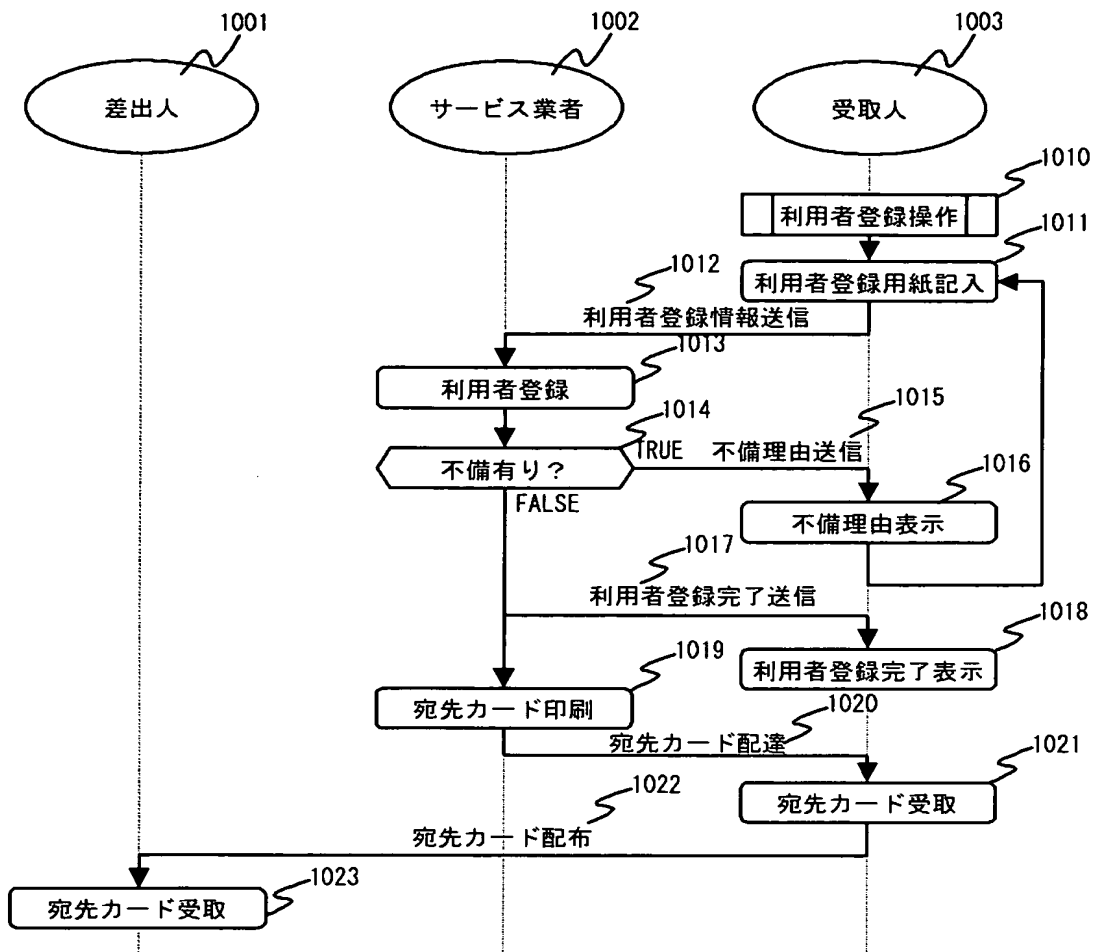 1001
1002
1003
差出人
サービス業者
受取人
1010
利用者登録操作
1011
利用者登録用紙記入
1012
利用者登録情報送信
1013
利用者登録
1014
1015
不備有り?
TRUE
不備理由送信
1016
FALSE
不備理由表示
1017
利用者登録完了送信
1018
利用者登録完了表示
1019
宛先カード印刷
1020
宛先カード配達
1021
宛先カード受取
1022
宛先カード配布
1023
宛先カード受取